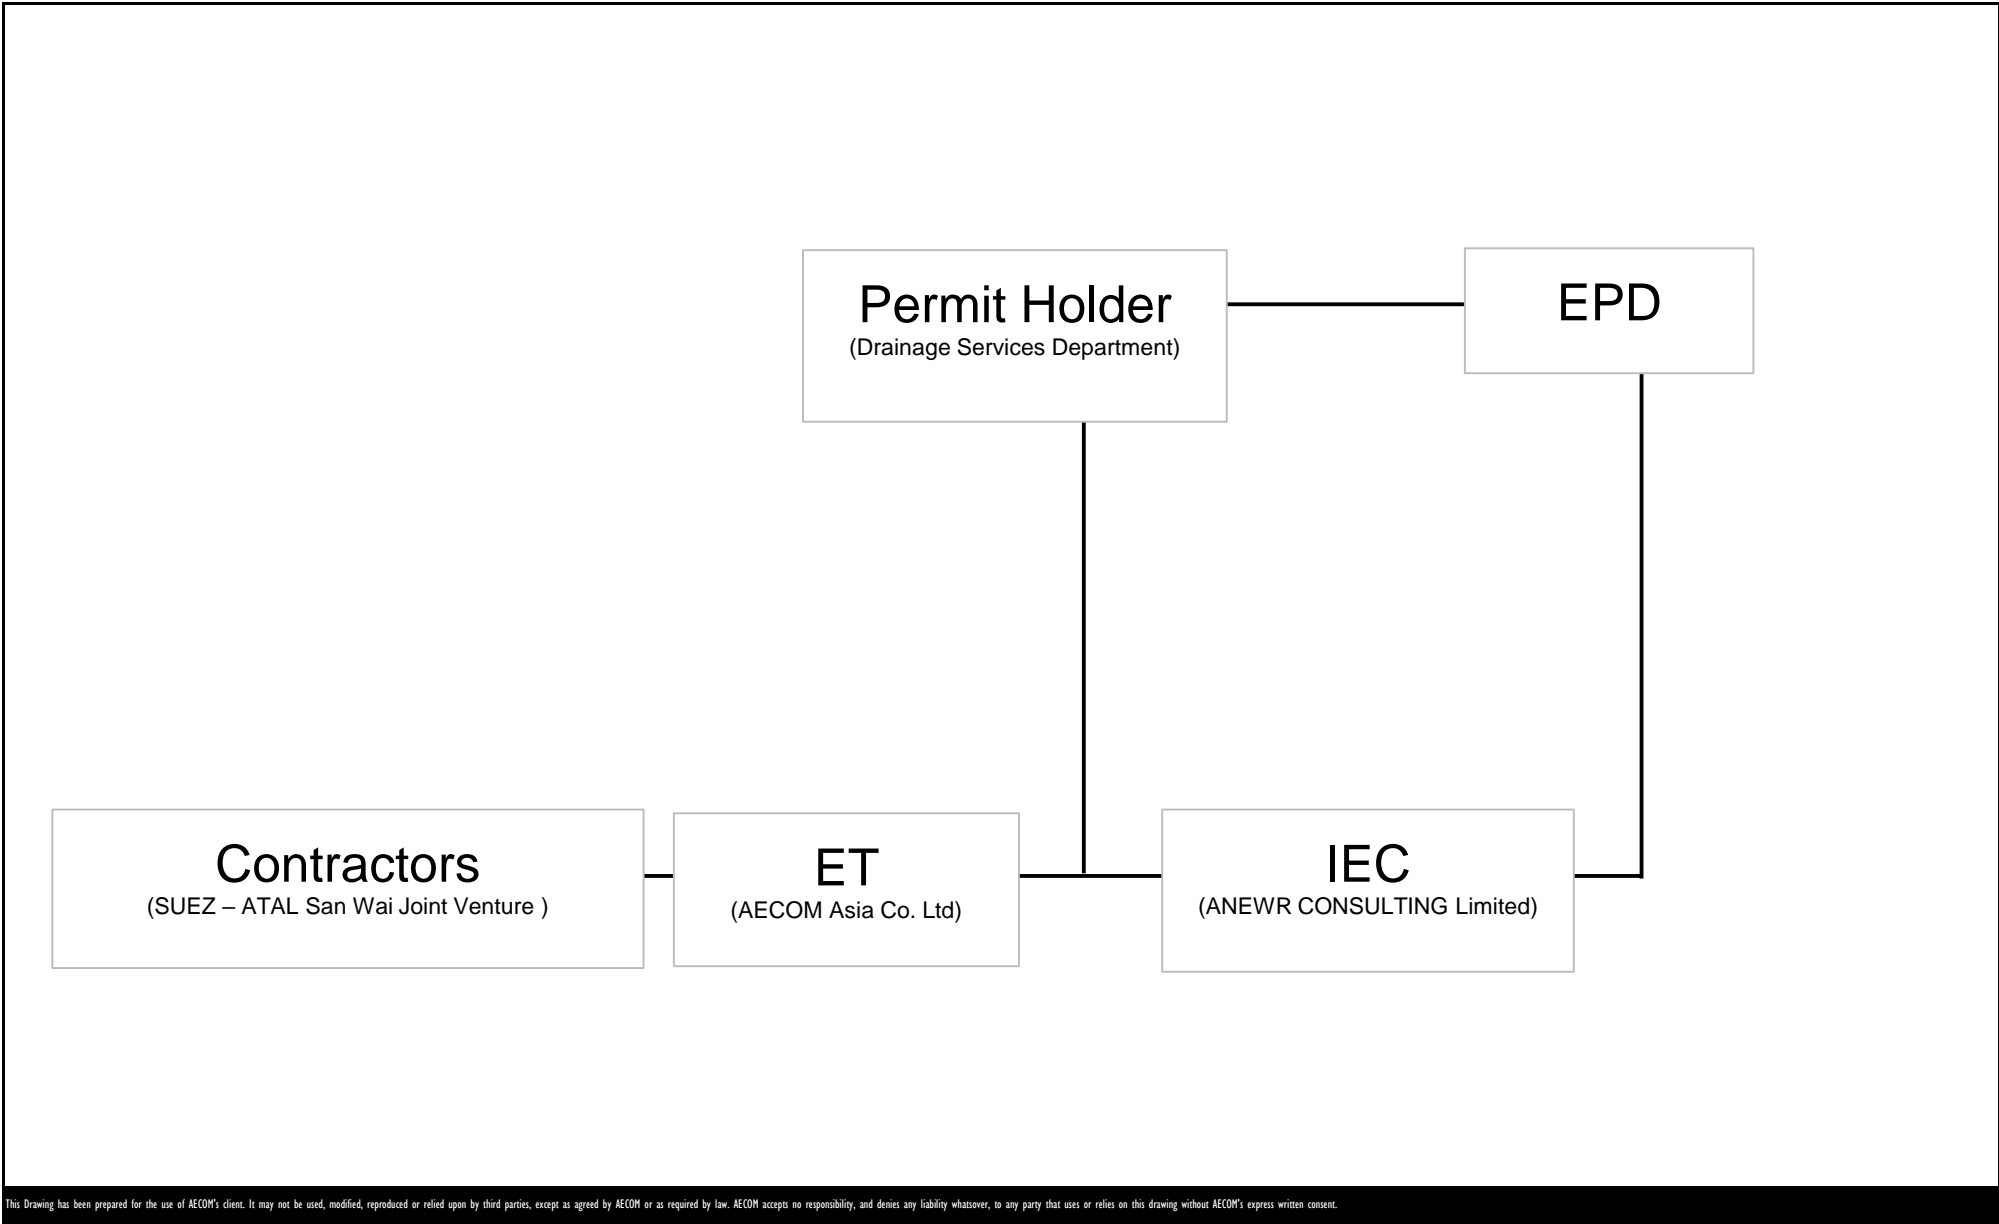 Permit Holder
(Drainage Services Department)
EPD
Contractors
(SUEZ – ATAL San Wai Joint Venture )
ET
(AECOM Asia Co. Ltd)
IEC
(ANEWR CONSULTING Limited)
This Drawing has been prepared for the use of AECOM's client. It may not be used, modified, reproduced or relied upon by third parties, except as agreed by AECOM or as required by law. AECOM accepts no responsibility, and denies any liability whatsover, to any party that uses or relies on this drawing without AECOM's express written consent.